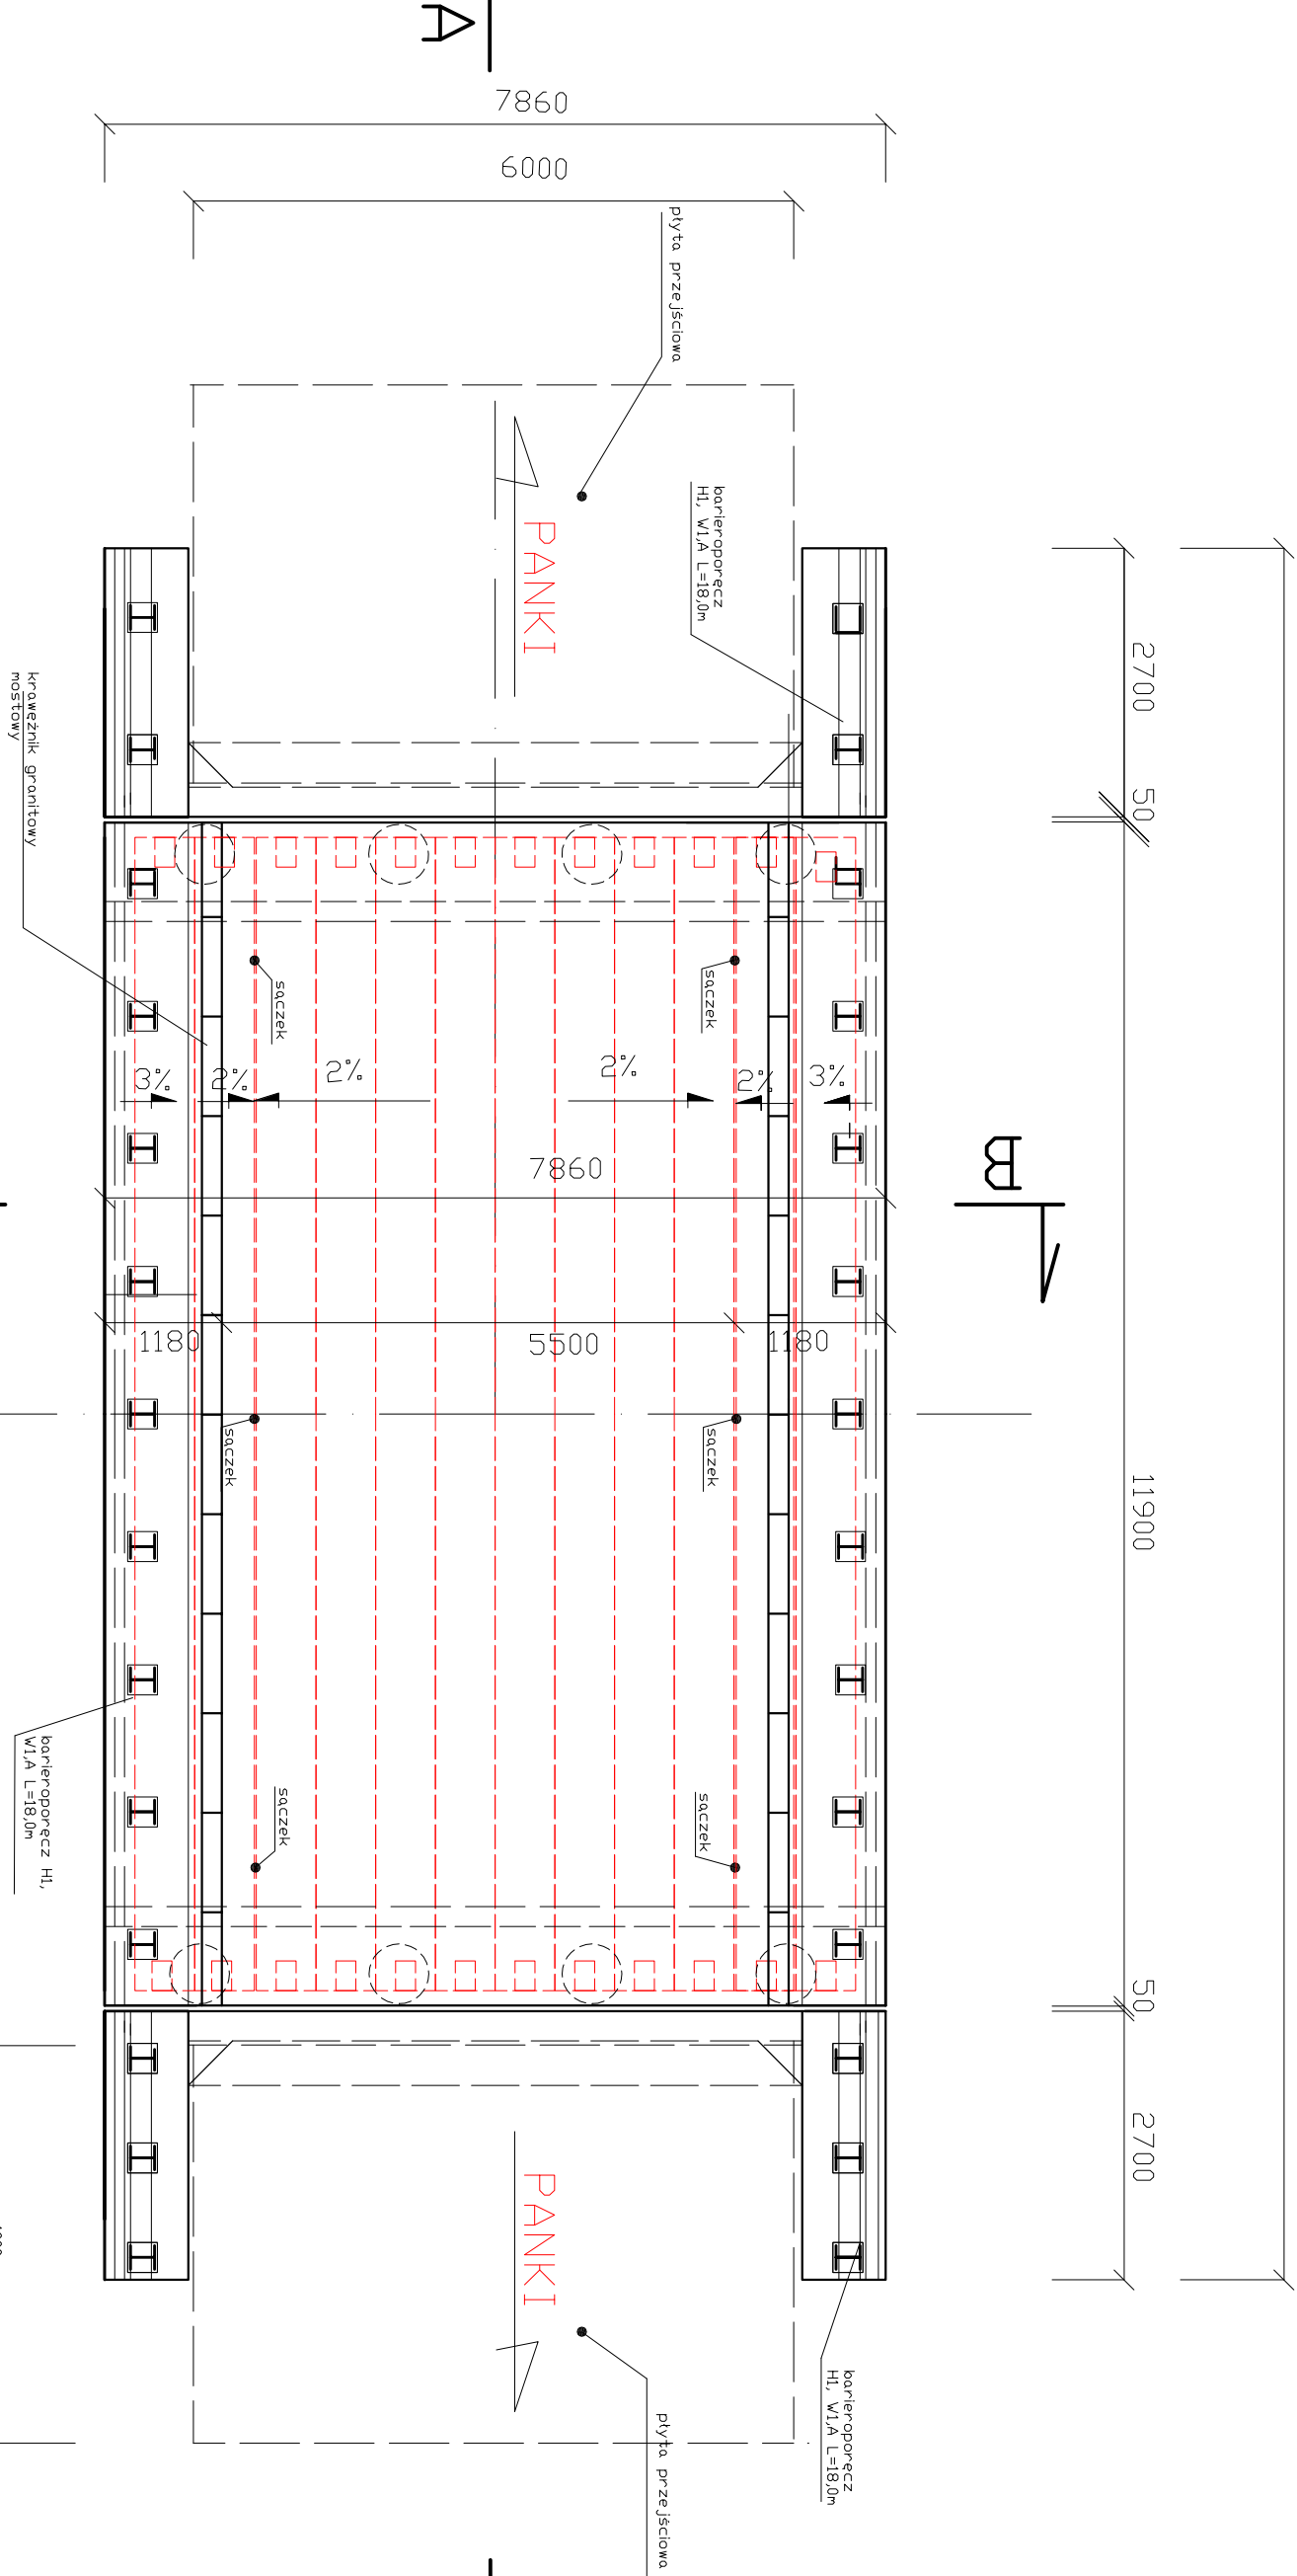 A
7860
6000
płyta przejściowa
barieroporęcz
H1, W1,A L=18,0m
PANKI
2700
50
krawężnik granitowy
mostowy
sączek
sączek
3%
2%
2%
2%
2%
3%
B
7860
1180
5500
1180
11900
sączek
sączek
barieroporęcz H1,
W1,A L=18,0m
sączek
sączek
50
2700
PANKI
płyta przejściowa
barieroporęcz
H1, W1,A L=18,0m